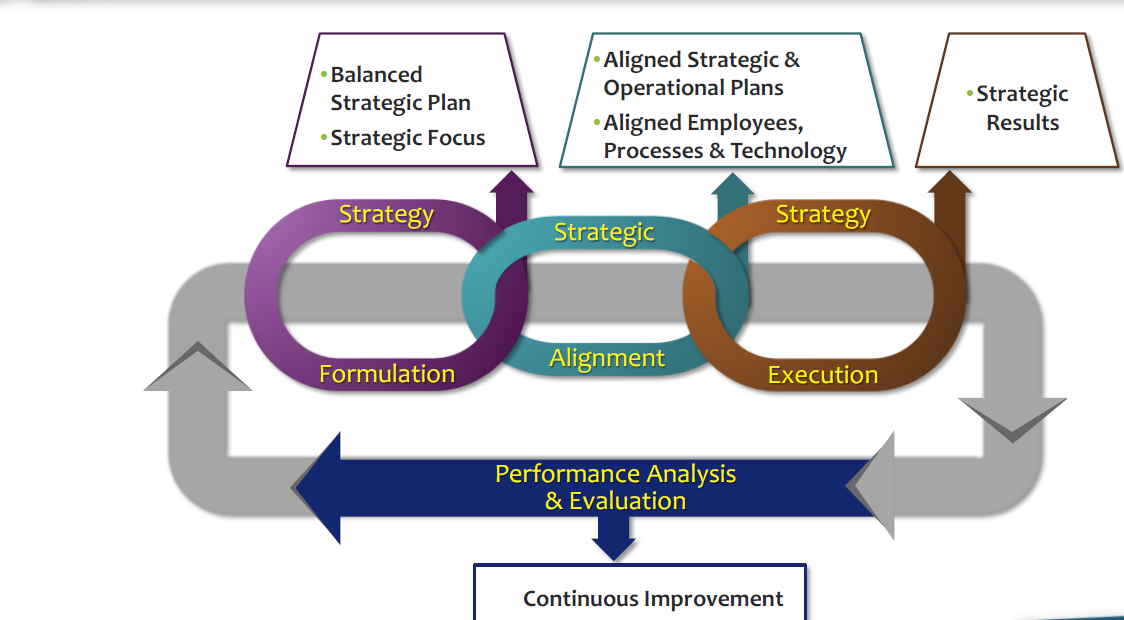 • Balanced
Strategic Plan
• Strategic Focus
• Aligned Strategic &
Operational Plans
• Aligned Employees,
Processes & Technology
• Strategic
Results
Strategy
Formulation
Strategic
Alignment
Strategy
Execution
Performance Analysis
& Evaluation
Continuous Improvement